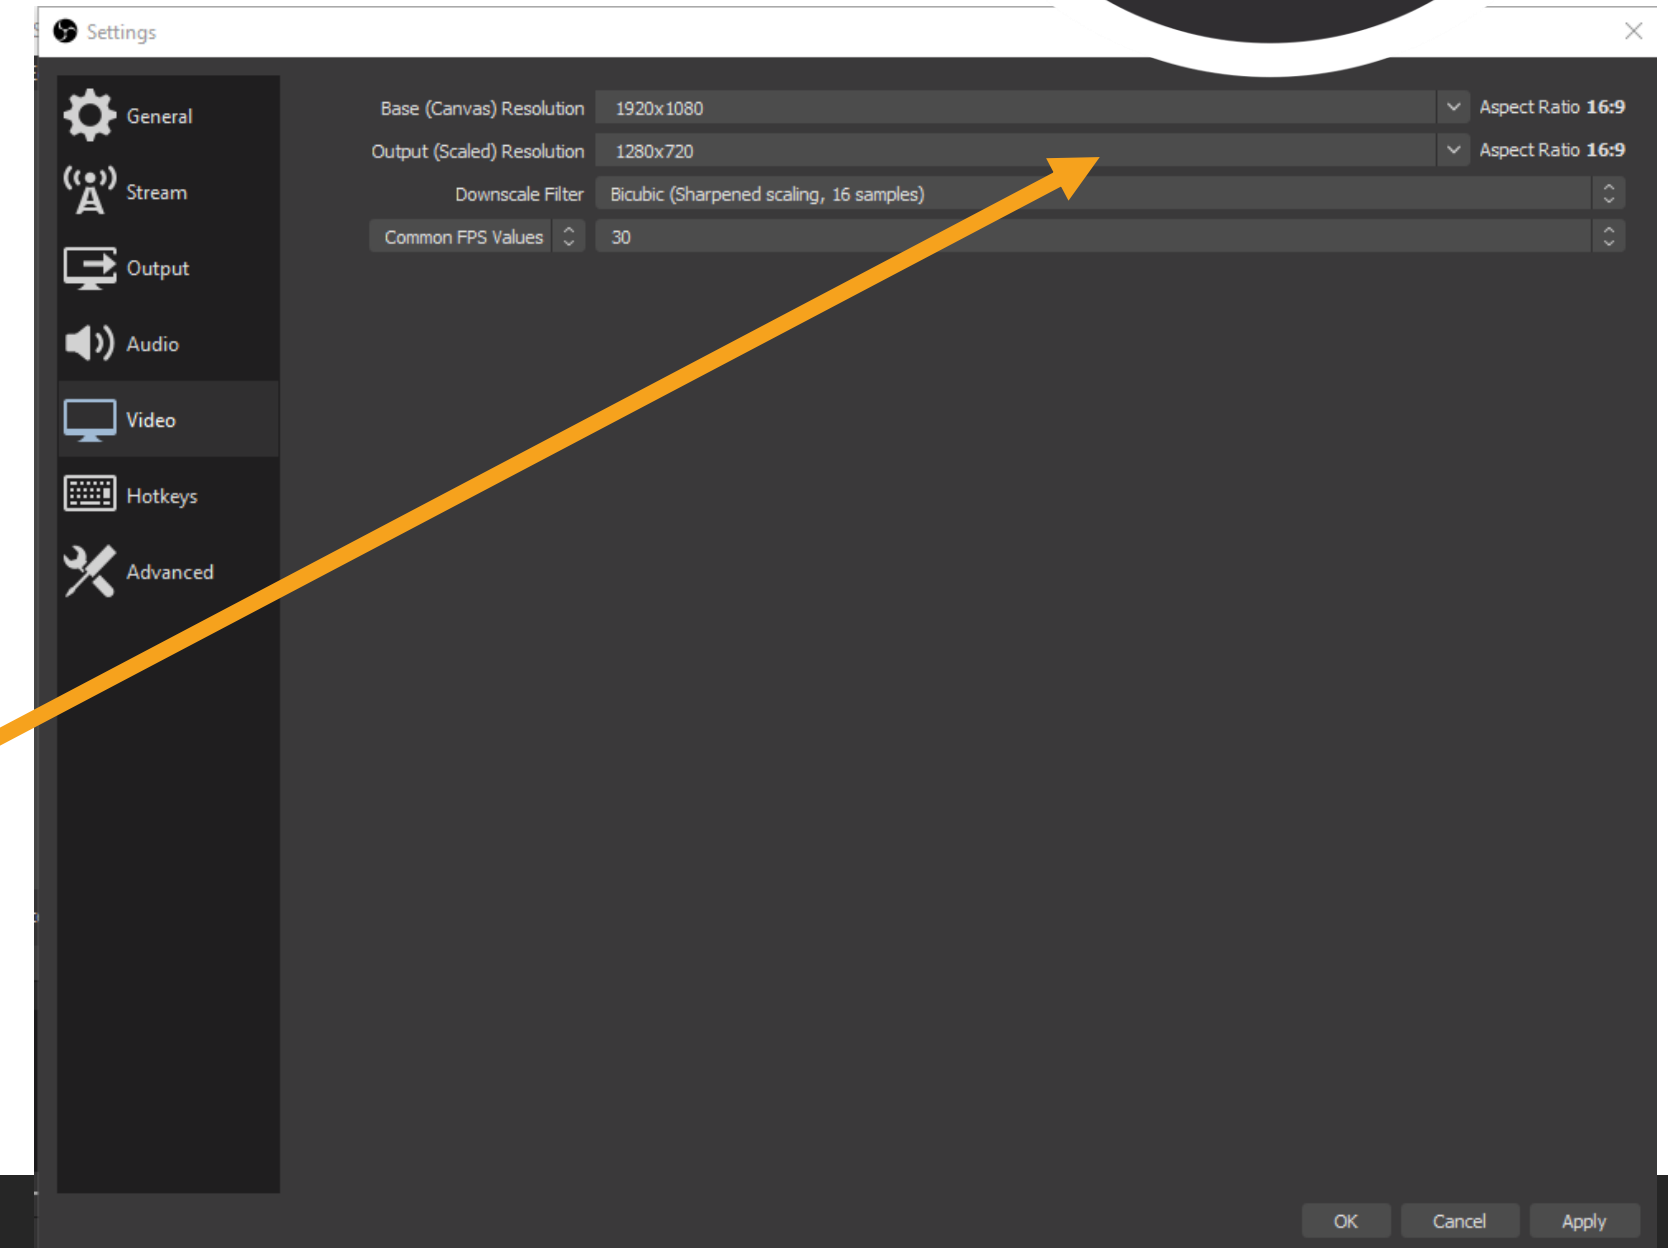 Settings
General
Stream
Output
Audio
Video
Hotkeys
Advanced
Base (Canvas) Resolution 1920x1080 Aspect Ratio 16:9
Output (Scaled) Resolution 1280x720 Aspect Ratio 16:9
Downscale Filter Bicubic (Sharpened scaling, 16 samples)
Common FPS Values 30
OK Cancel Apply